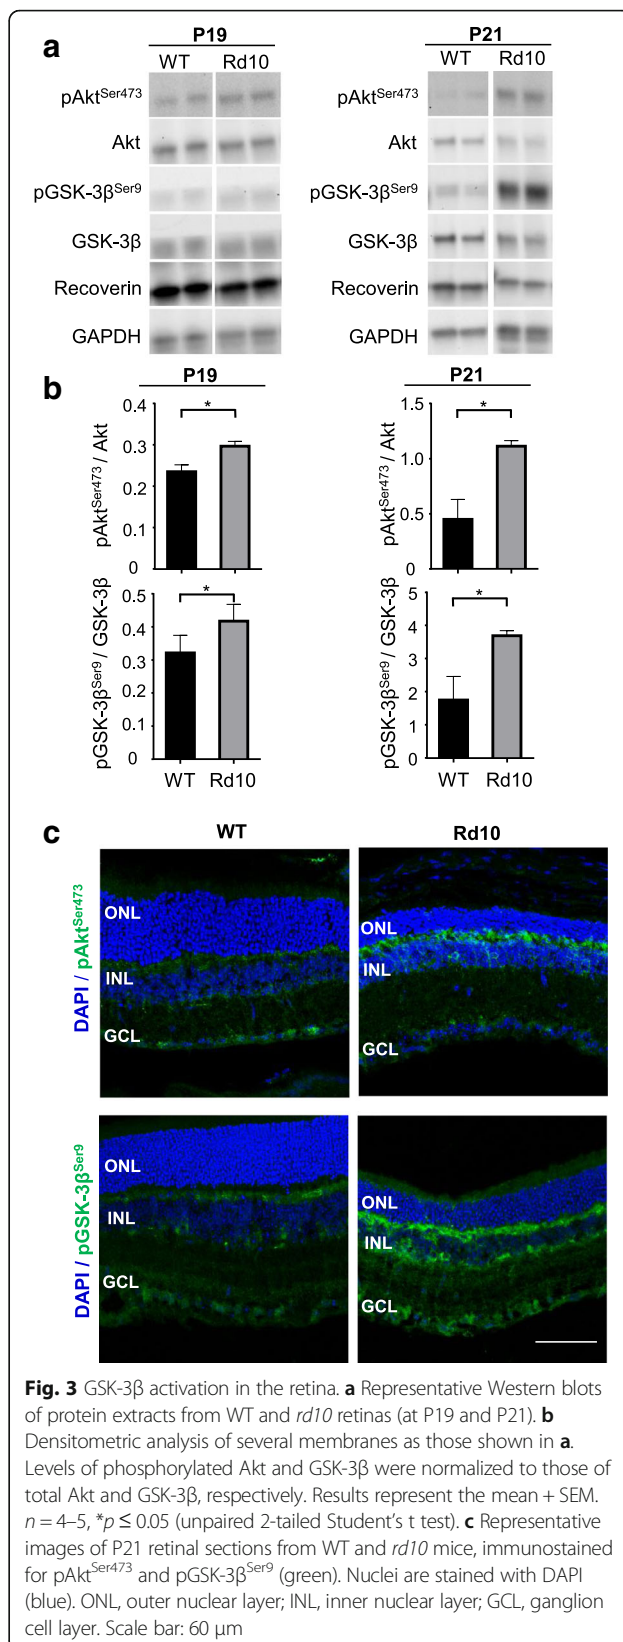 a
P19
P21
WT Rd10
WT Rd10
pAktSer473
pAktSer473
Akt
Akt
pGSK-3βSer9
pGSK-3βSer9
GSK-3β
GSK-3β
Recoverin
Recoverin
GAPDH
GAPDH
b
P19
P21
pAktSer473 / Akt
0.4
0.3
0.2
0.1
0
*
pAktSer473 / Akt
1.5
1.0
0.5
0
*
pGSK-3βSer9 / GSK-3β
0.5
0.4
0.3
0.2
0.1
0
*
WT Rd10
pGSK-3βSer9 / GSK-3β
5
4
3
2
1
0
*
WT Rd10
c
WT
Rd10
DAPI / pAktSer473
ONL
INL
GCL
ONL
INL
GCL
DAPI / pGSK-3βSer9
ONL
INL
GCL
ONL
INL
GCL
Fig. 3 GSK-3β activation in the retina. a Representative Western blots
of protein extracts from WT and rd10 retinas (at P19 and P21). b
Densitometric analysis of several membranes as those shown in a.
Levels of phosphorylated Akt and GSK-3β were normalized to those of
total Akt and GSK-3β, respectively. Results represent the mean + SEM.
n = 4–5, *p ≤ 0.05 (unpaired 2-tailed Student's t test). c Representative
images of P21 retinal sections from WT and rd10 mice, immunostained
for pAktSer473 and pGSK-3βSer9 (green). Nuclei are stained with DAPI
(blue). ONL, outer nuclear layer; INL, inner nuclear layer; GCL, ganglion
cell layer. Scale bar: 60 μm